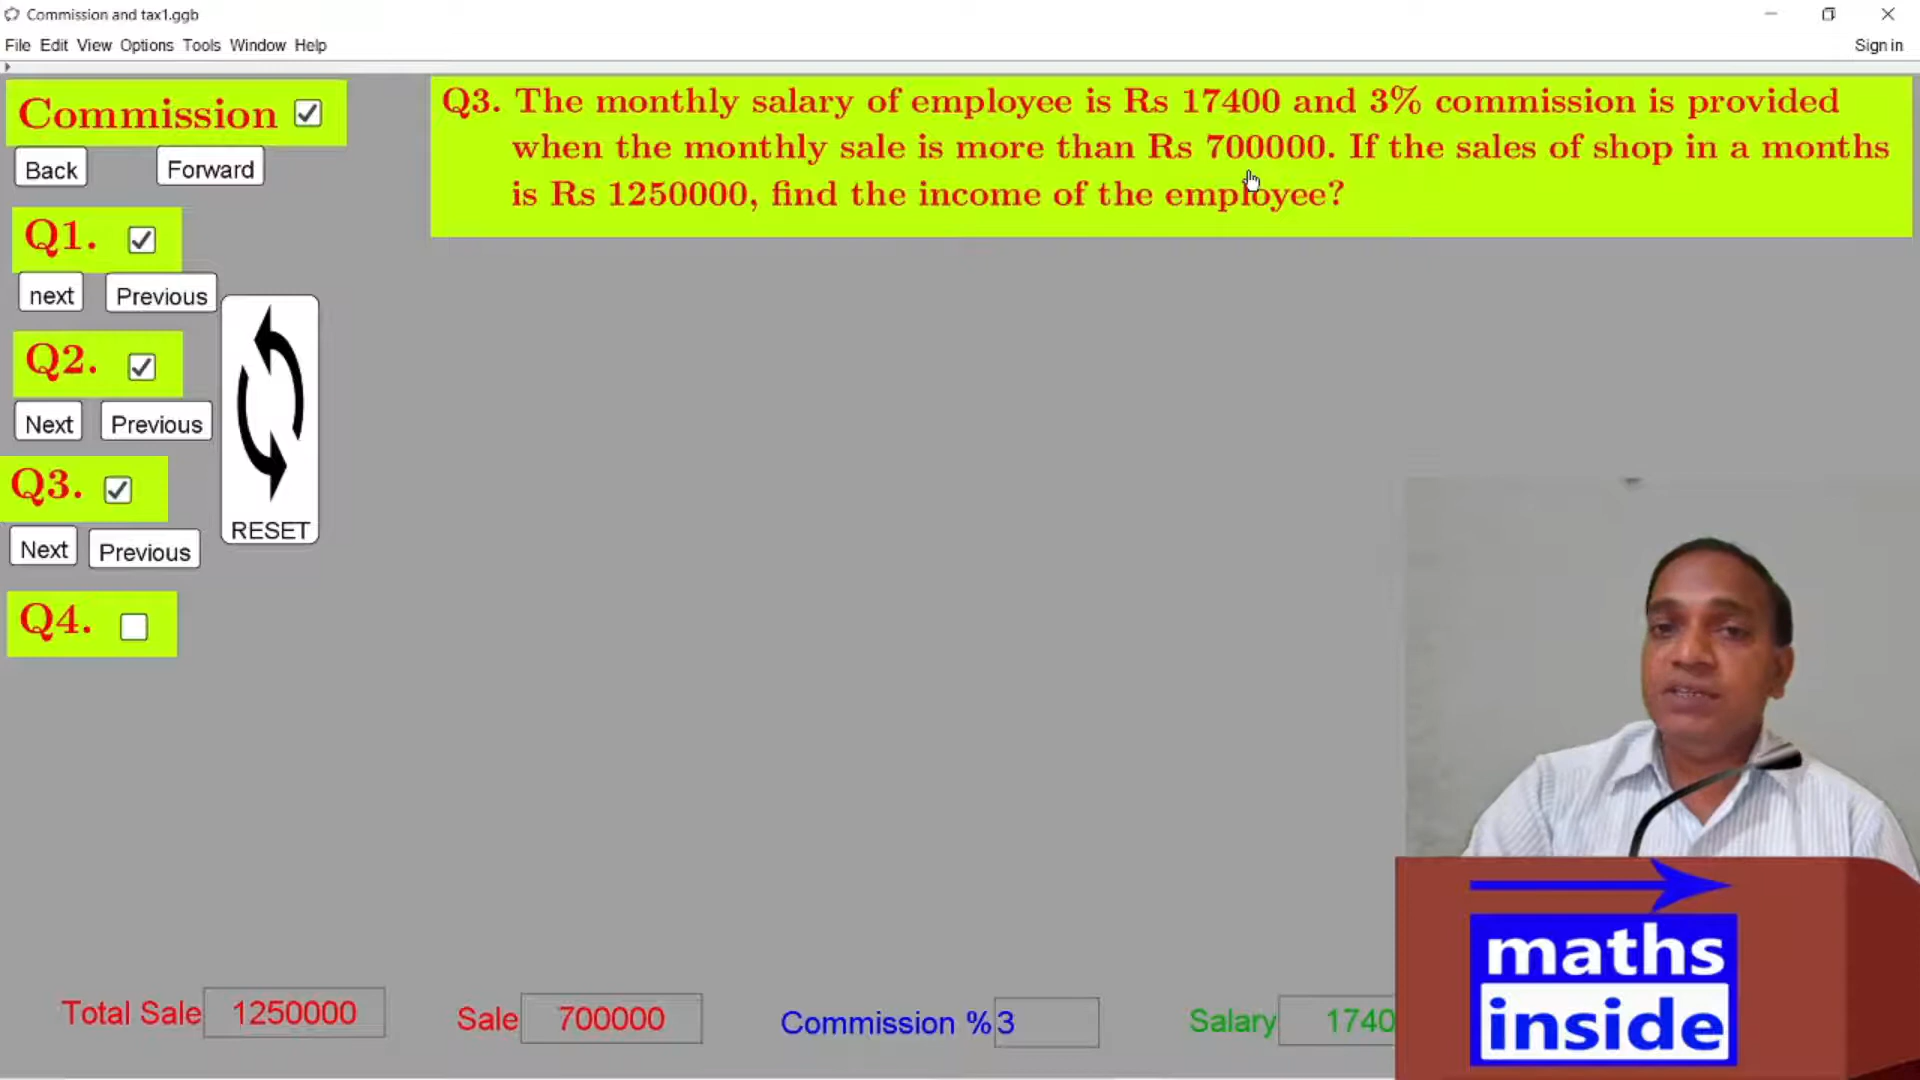 Commission and tax1.ggb
File Edit View Options Tools Window Help
Sign in
Commission
Back Forward
Q3. The monthly salary of employee is Rs 17400 and 3% commission is provided
when the monthly sale is more than Rs 700000. If the sales of shop in a months
is Rs 1250000, find the income of the employee?
Q1.
next Previous
Q2.
Next Previous
Q3.
Next Previous
RESET
Q4.
Total Sale 1250000 Sale 700000 Commission % 3 Salary 1740
maths
inside